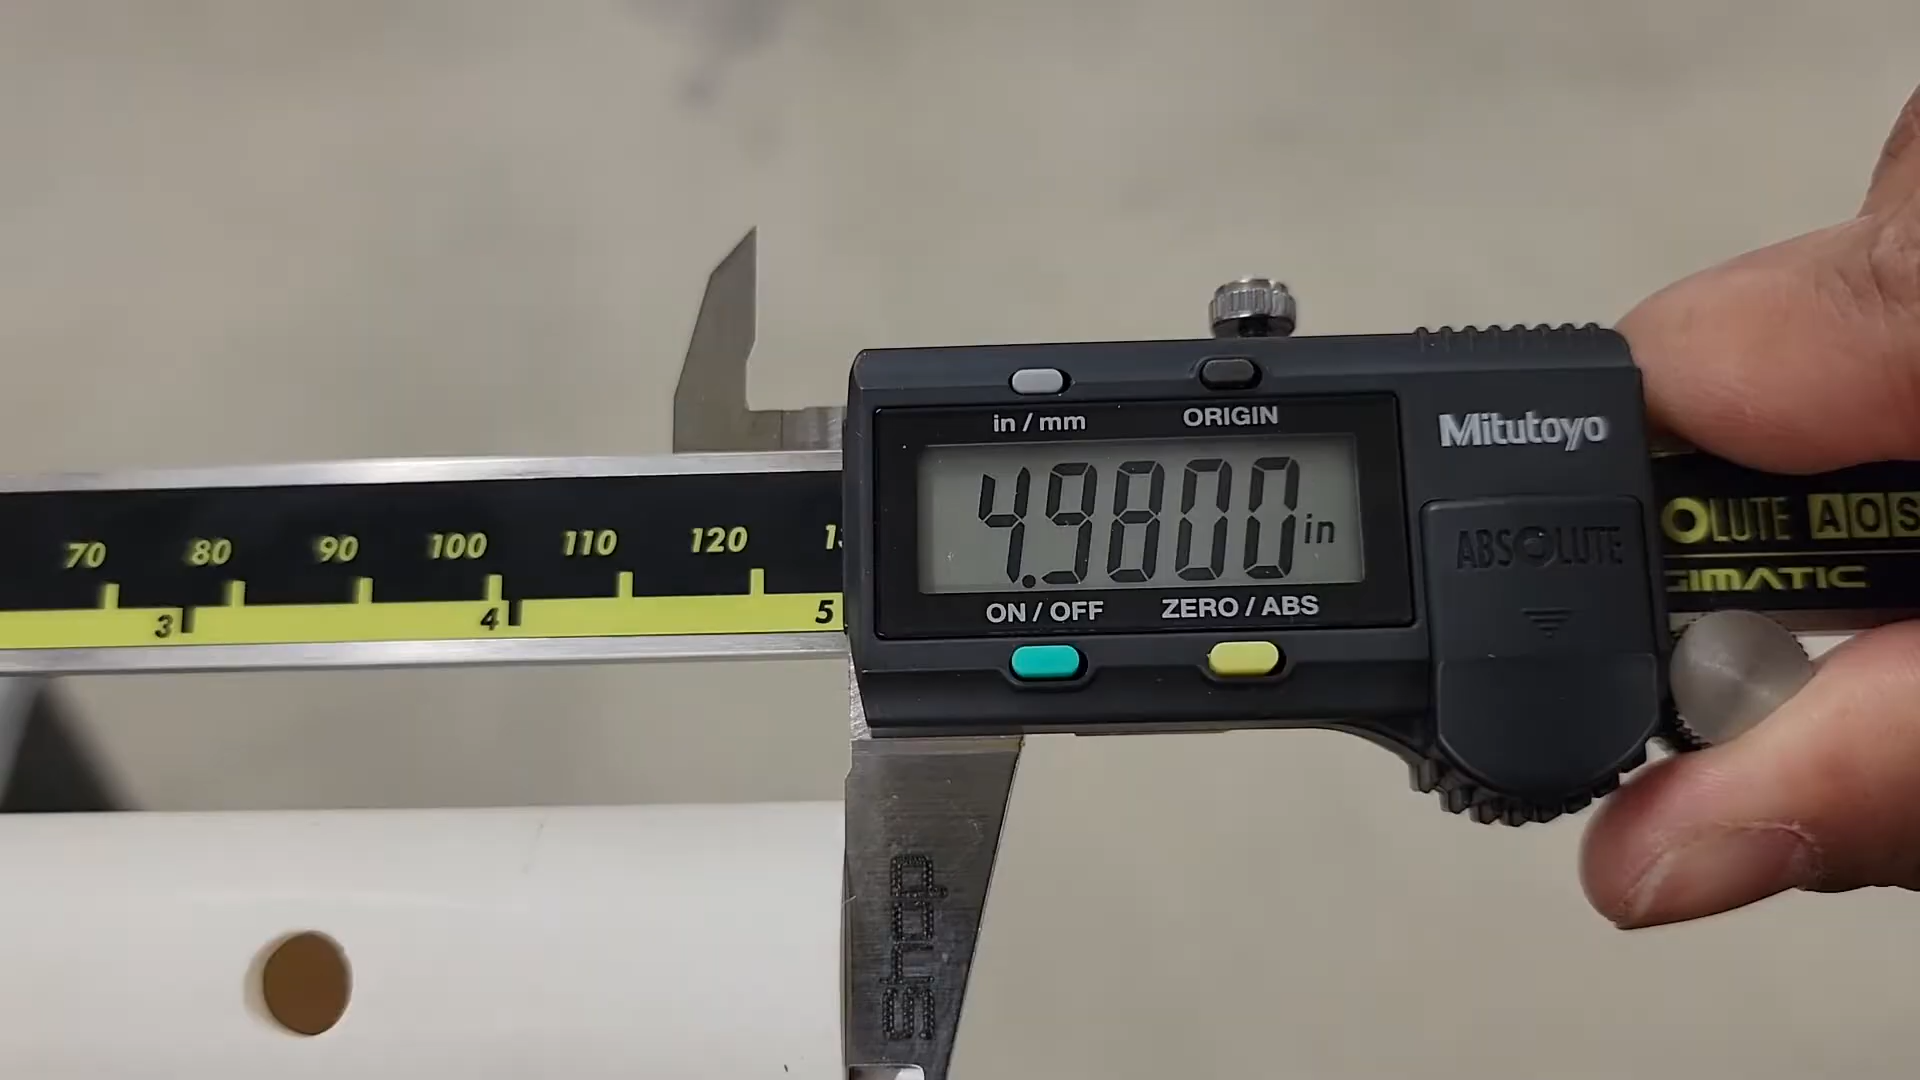 in / mm
ORIGIN
Mitutoyo
4.9800 in
ABSOLUTE
ON / OFF
ZERO / ABS
70 80 90 100 110 120
3 4 5
AOS
shop